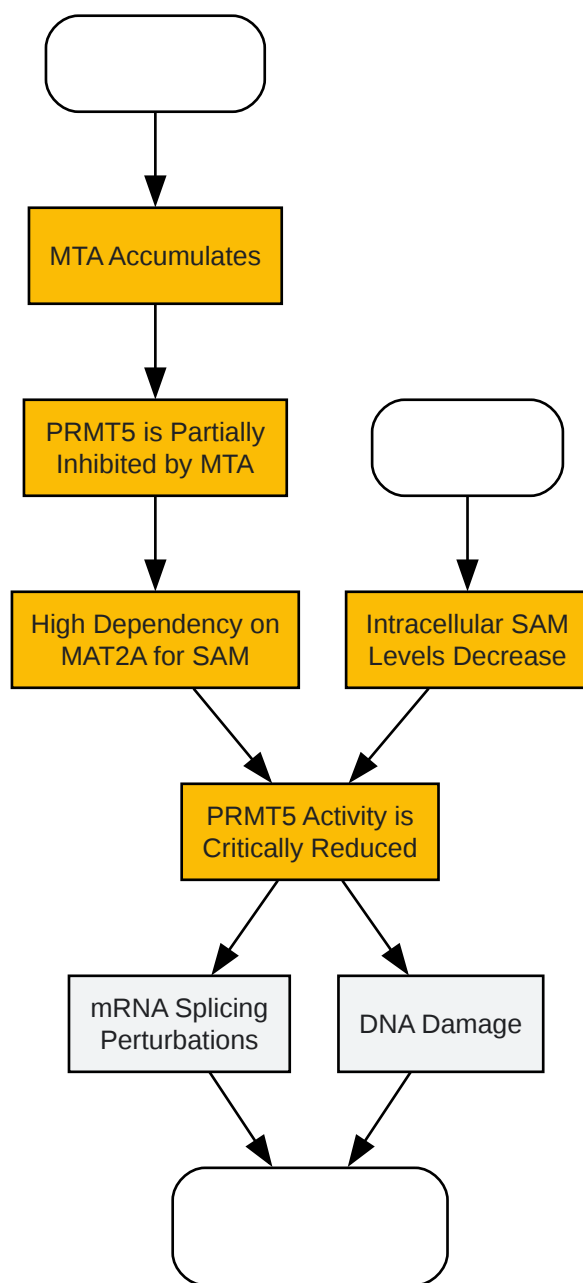 MTA Accumulates
PRMT5 is Partially
Inhibited by MTA
High Dependency on
MAT2A for SAM
Intracellular SAM
Levels Decrease
PRMT5 Activity is
Critically Reduced
mRNA Splicing
Perturbations
DNA Damage